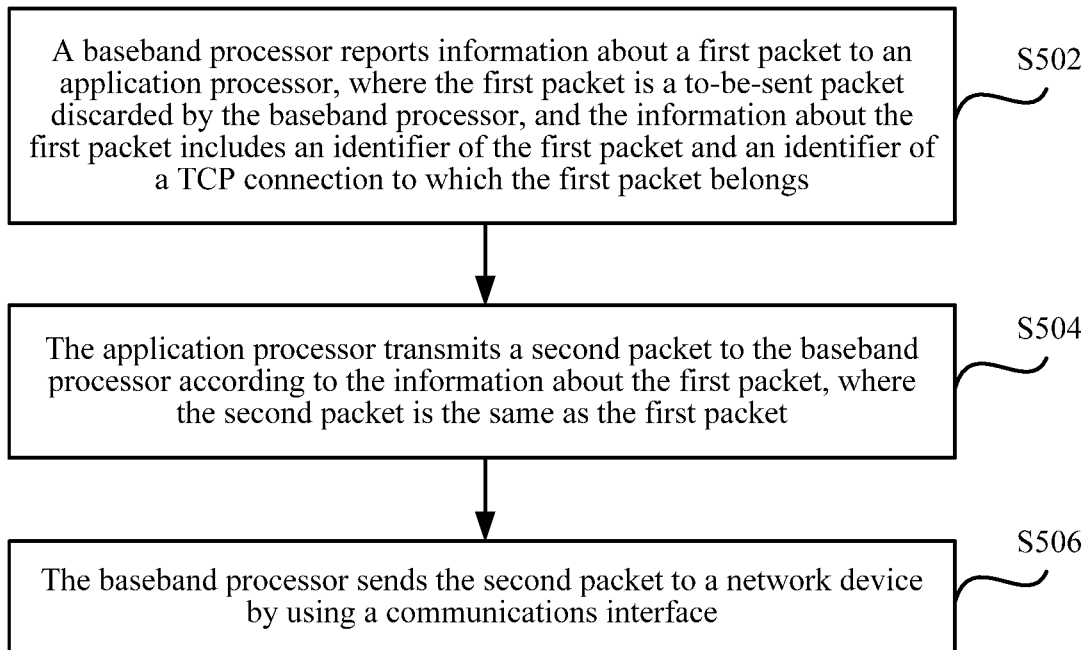 A baseband processor reports information about a first packet to an
application processor, where the first packet is a to-be-sent packet
discarded by the baseband processor, and the information about the
first packet includes an identifier of the first packet and an identifier of
a TCP connection to which the first packet belongs
S502
The application processor transmits a second packet to the baseband
processor according to the information about the first packet, where
the second packet is the same as the first packet
S504
The baseband processor sends the second packet to a network device
by using a communications interface
S506